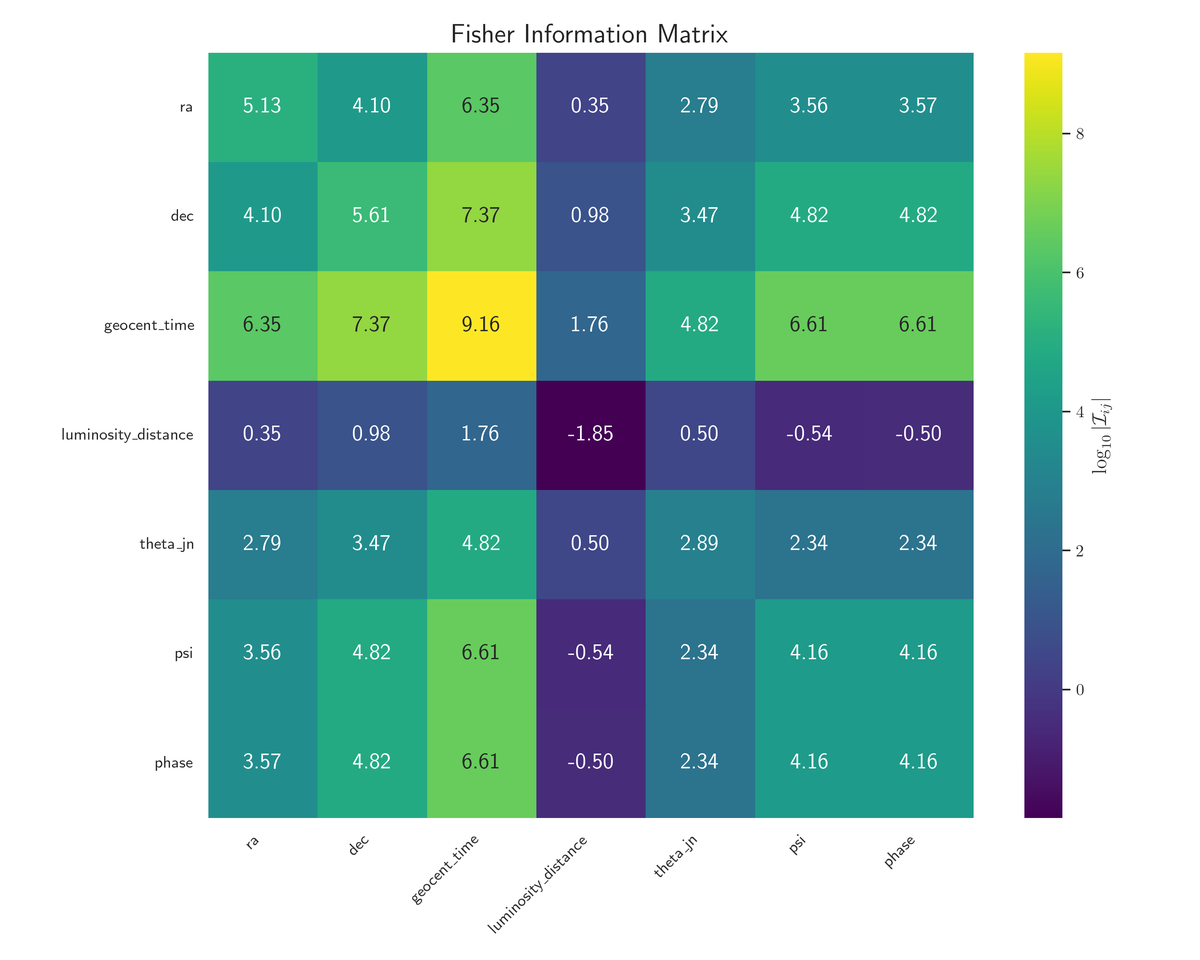 Fisher Information Matrix
ra 5.13 4.10 6.35 0.35 2.79 3.56 3.57
dec 4.10 5.61 7.37 0.98 3.47 4.82 4.82
geocent_time 6.35 7.37 9.16 1.76 4.82 6.61 6.61
luminosity_distance 0.35 0.98 1.76 -1.85 0.50 -0.54 -0.50
theta_jn 2.79 3.47 4.82 0.50 2.89 2.34 2.34
psi 3.56 4.82 6.61 -0.54 2.34 4.16 4.16
phase 3.57 4.82 6.61 -0.50 2.34 4.16 4.16
ra dec geocent_time luminosity_distance theta_jn psi phase
8
6
4
2
0
log₁₀ |ℐᵢⱼ|